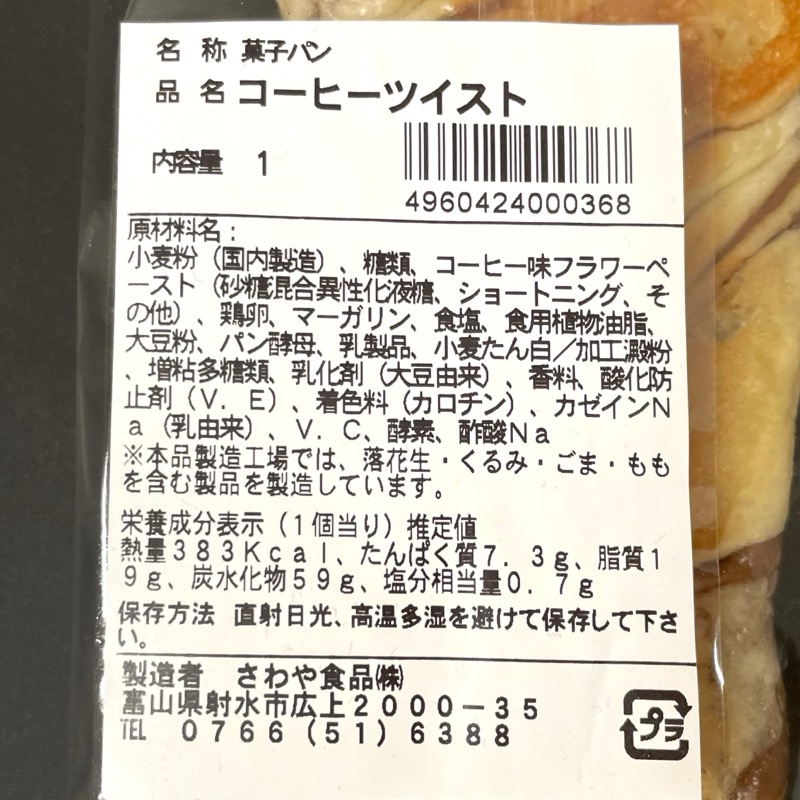 名 称 菓子パン
品 名 コーヒーツイスト
内容量 1
4960424000368
原材料名：
小麦粉（国内製造）、糖類、コーヒー味フラワーペ
ースト（砂糖混合異性化液糖、ショートニング、そ
の他）、鶏卵、マーガリン、食塩、食用植物油脂、
大豆粉、パン酵母、乳製品、小麦たん白／加工澱粉
、増粘多糖類、乳化剤（大豆由来）、香料、酸化防
止剤（Ｖ．Ｅ）、着色料（カロチン）、カゼインＮ
ａ（乳由来）、Ｖ．Ｃ、酵素、酢酸Ｎａ
※本品製造工場では、落花生・くるみ・ごま・もも
を含む製品を製造しています。
栄養成分表示（１個当り）推定値
熱量３８３Ｋｃａｌ、たんぱく質７．３ｇ、脂質１
９ｇ、炭水化物５９ｇ、塩分相当量０．７ｇ
保存方法 直射日光、高温多湿を避けて保存して下さ
い。
製造者 さわや食品㈱
富山県射水市広上２０００－３５
TEL ０７６６（５１）６３８８
プラ